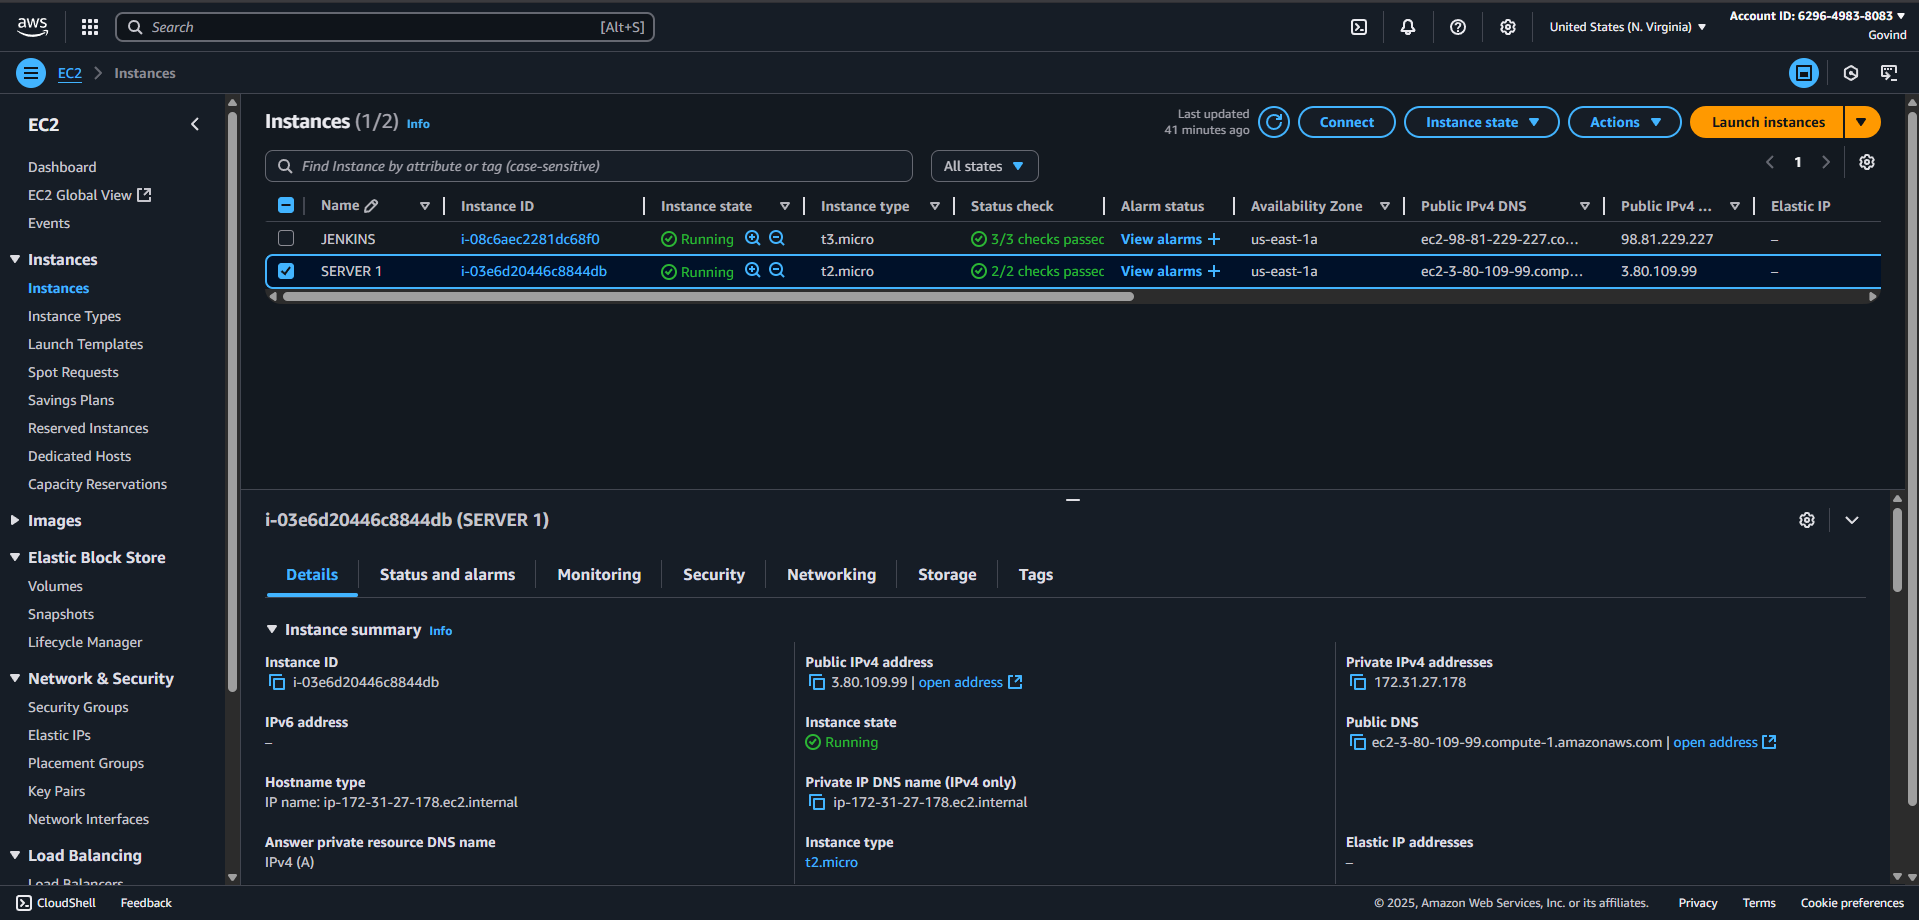 aws
Search [Alt+S]
United States (N. Virginia)
Account ID: 6296-4983-8083
Govind
EC2 Instances
EC2
Dashboard
EC2 Global View
Events
Instances
Instances
Instance Types
Launch Templates
Spot Requests
Savings Plans
Reserved Instances
Dedicated Hosts
Capacity Reservations
Images
Elastic Block Store
Volumes
Snapshots
Lifecycle Manager
Network & Security
Security Groups
Elastic IPs
Placement Groups
Key Pairs
Network Interfaces
Load Balancing
Load Balancers
Instances (1/2) Info
Last updated
41 minutes ago
Connect Instance state Actions Launch instances
Find Instance by attribute or tag (case-sensitive) All states 1
Name Instance ID Instance state Instance type Status check Alarm status Availability Zone Public IPv4 DNS Public IPv4 ... Elastic IP
JENKINS i-08c6aec2281dc68f0 Running t3.micro 3/3 checks passec View alarms + us-east-1a ec2-98-81-229-227.co... 98.81.229.227 –
SERVER 1 i-03e6d20446c8844db Running t2.micro 2/2 checks passec View alarms + us-east-1a ec2-3-80-109-99.comp... 3.80.109.99 –
i-03e6d20446c8844db (SERVER 1)
Details Status and alarms Monitoring Security Networking Storage Tags
Instance summary Info
Instance ID
i-03e6d20446c8844db
Public IPv4 address
3.80.109.99 | open address
Private IPv4 addresses
172.31.27.178
IPv6 address
–
Instance state
Running
Public DNS
ec2-3-80-109-99.compute-1.amazonaws.com | open address
Hostname type
IP name: ip-172-31-27-178.ec2.internal
Private IP DNS name (IPv4 only)
ip-172-31-27-178.ec2.internal
Answer private resource DNS name
IPv4 (A)
Instance type
t2.micro
Elastic IP addresses
–
CloudShell Feedback
© 2025, Amazon Web Services, Inc. or its affiliates. Privacy Terms Cookie preferences